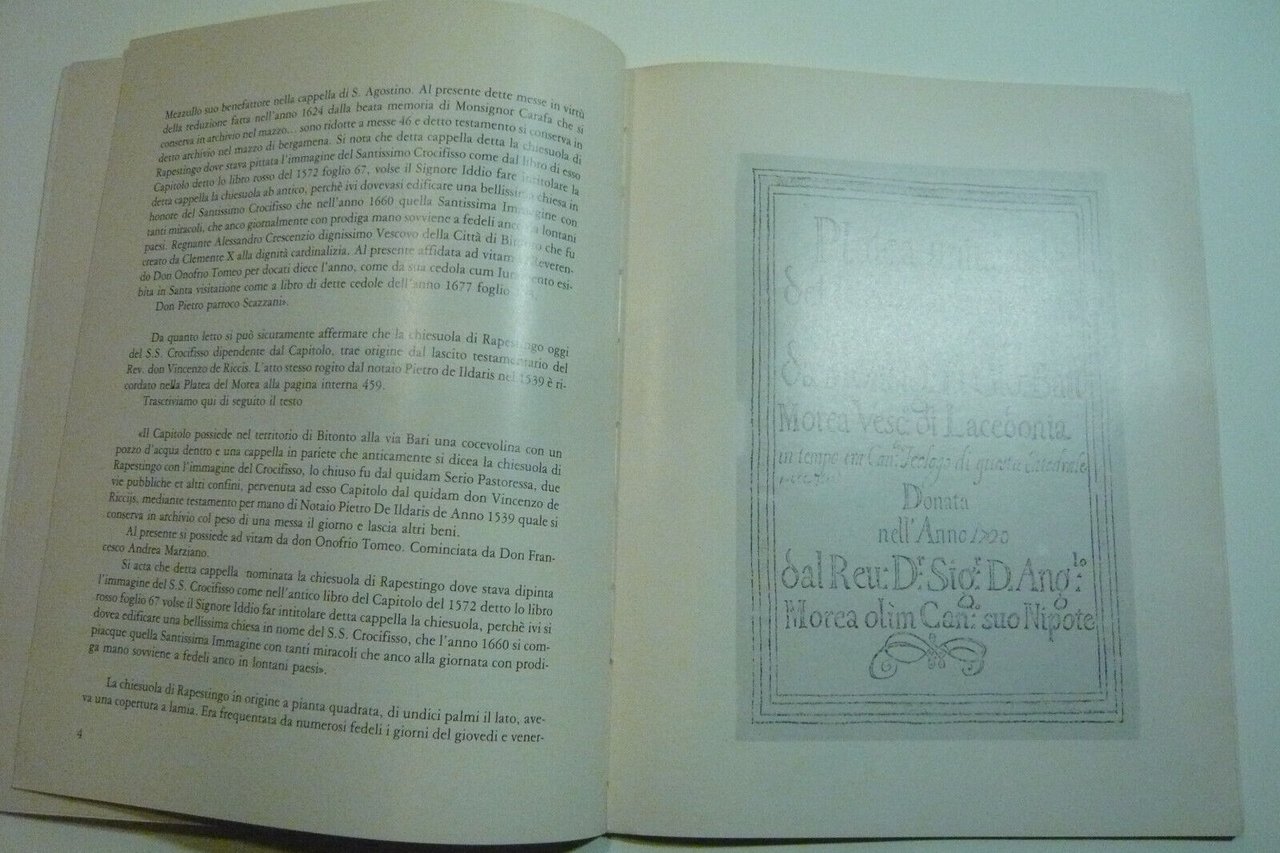 Mezzullo suo benefattore nella cappella di S. Agostino. Al presente dette messe in virtù
della reduzione fatta nell'anno 1624 dalla beata memoria di Monsignor Carafa che si
conserva in archivio nel mazzo... sono ridotte a messe 46 e detto testamento si conserva in
detto archivio nel mazzo di bergamena. Si nota che detta cappella detta la chiesuola di
Rapestingo dove stava pittata l'immagine del Santissimo Crocifisso come dal libro di esso
Capitolo detto lo libro rosso del 1572 foglio 67, volse il Signore Iddio fare intitolare la
detta cappella la chiesuola ab antico, perchè ivi dovevasi edificare una bellissima chiesa in
honore del Santissimo Crocifisso che nell'anno 1660 quella Santissima Immagine con
tanti miracoli, che anco giornalmente con prodiga mano sovviene a fedeli anco da lontani
paesi. Regnante Alessandro Crescenzio dignissimo Vescovo della Città di Bitonto che fu
creato da Clemente X alla dignità cardinalizia. Al presente affidata ad vitam Reveren-
do Don Onofrio Tomeo per docati diece l'anno, come da sua cedola cum Iuramento esi-
bita in Santa visitatione come a libro di dette cedole dell'anno 1677 foglio
Don Pietro parroco Scazzani».
Da quanto letto si può sicuramente affermare che la chiesuola di Rapestingo oggi
del S.S. Crocifisso dipendente dal Capitolo, trae origine dal lascito testamentario del
Rev. don Vincenzo de Riccis. L'atto stesso rogito dal notaio Pietro de Ildaris nel 1539 è ri-
cordato nella Platea del Morea alla pagina interna 459.
Trascriviamo qui di seguito il testo
«Il Capitolo possiede nel territorio di Bitonto alla via Bari una cocevolina con un
pozzo d'acqua dentro e una cappella in pariete che anticamente si dicea la chiesuola di
Rapestingo con l'immagine del Crocifisso, lo chiuso fu dal quidam Serio Pastoressa, due
vie pubbliche et altri confini, pervenuta ad esso Capitolo dal quidam don Vincenzo de
Riccijs, mediante testamento per mano di Notaio Pietro De Ildaris de Anno 1539 quale si
conserva in archivio col peso di una messa il giorno e lascia altri beni.
Al presente si possiede ad vitam da don Onofrio Tomeo. Cominciata da Don Fran-
cesco Andrea Marziano.
Si acta che detta cappella nominata la chiesuola di Rapestingo dove stava dipinta
l'immagine del S.S. Crocifisso come nell'antico libro del Capitolo del 1572 detto lo libro
rosso foglio 67 volse il Signore Iddio far intitolare detta cappella la chiesuola, perchè ivi si
dovea edificare una bellissima chiesa in nome del S.S. Crocifisso, che l'anno 1660 si com-
piacque quella Santissima Immagine con tanti miracoli che anco alla giornata con prodi-
ga mano sovviene a fedeli anco in lontani paesi».
La chiesuola di Rapestingo in origine a pianta quadrata, di undici palmi il lato, ave-
va una copertura a lamia. Era frequentata da numerosi fedeli i giorni del giovedi e vener-
4
Morea Vesc. di Lacedonia
in tempo era Can. Teologo di questa Cattedrale
Donata
nell'Anno 1720
dal Reu: Dr. Sigr. D. Anglo:
Morea olim Can: suo Nipote